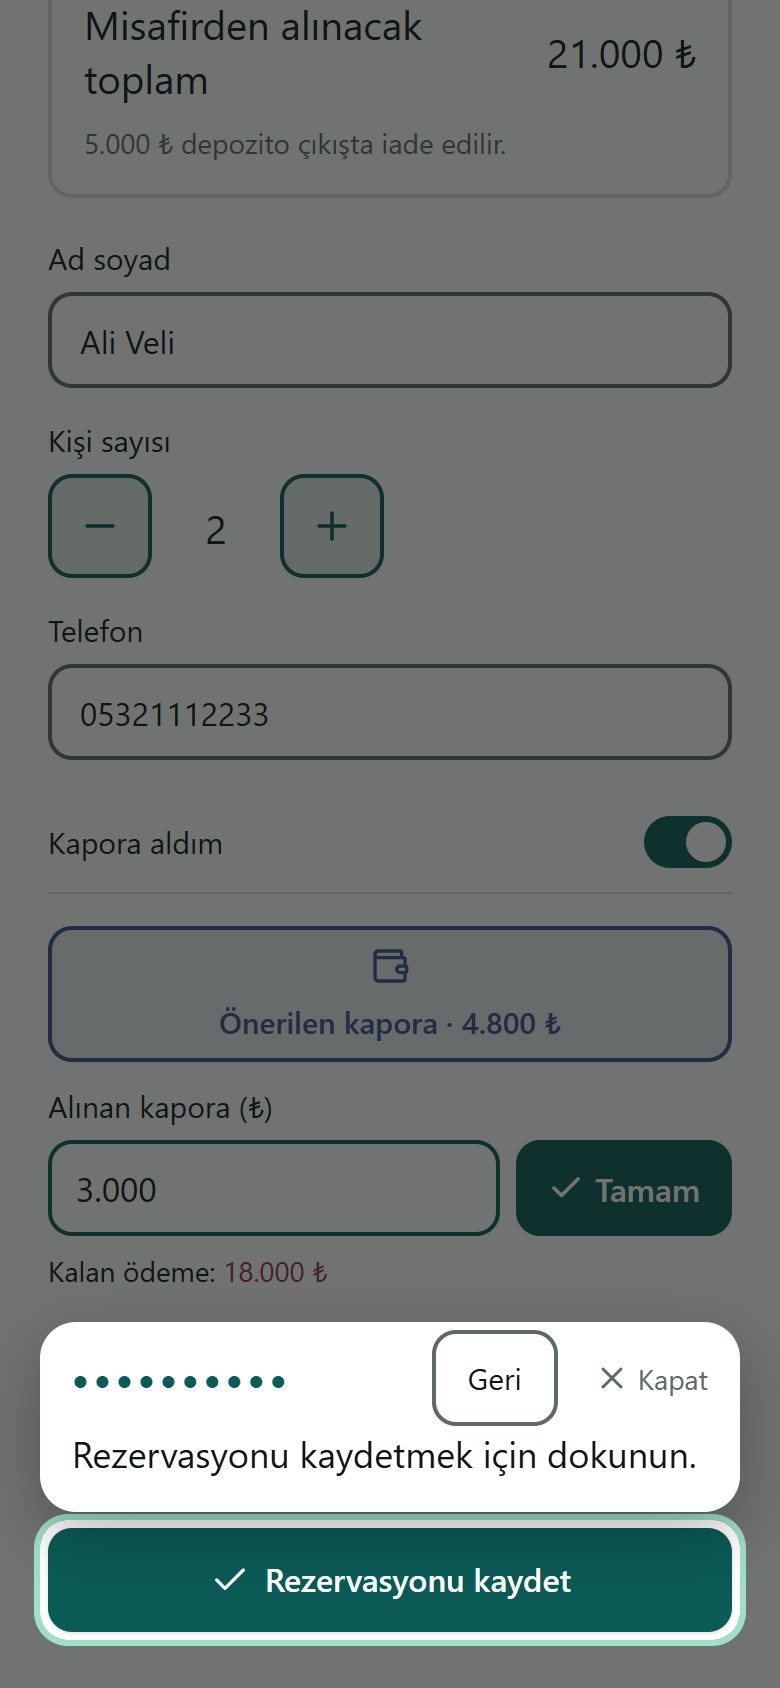 Misafirden alınacak
toplam
21.000 ₺
5.000 ₺ depozito çıkışta iade edilir.
Ad soyad
Ali Veli
Kişi sayısı
2
Telefon
05321112233
Kapora aldım
Önerilen kapora · 4.800 ₺
Alınan kapora (₺)
3.000
Tamam
Kalan ödeme: 18.000 ₺
Geri
Kapat
Rezervasyonu kaydetmek için dokunun.
Rezervasyonu kaydet